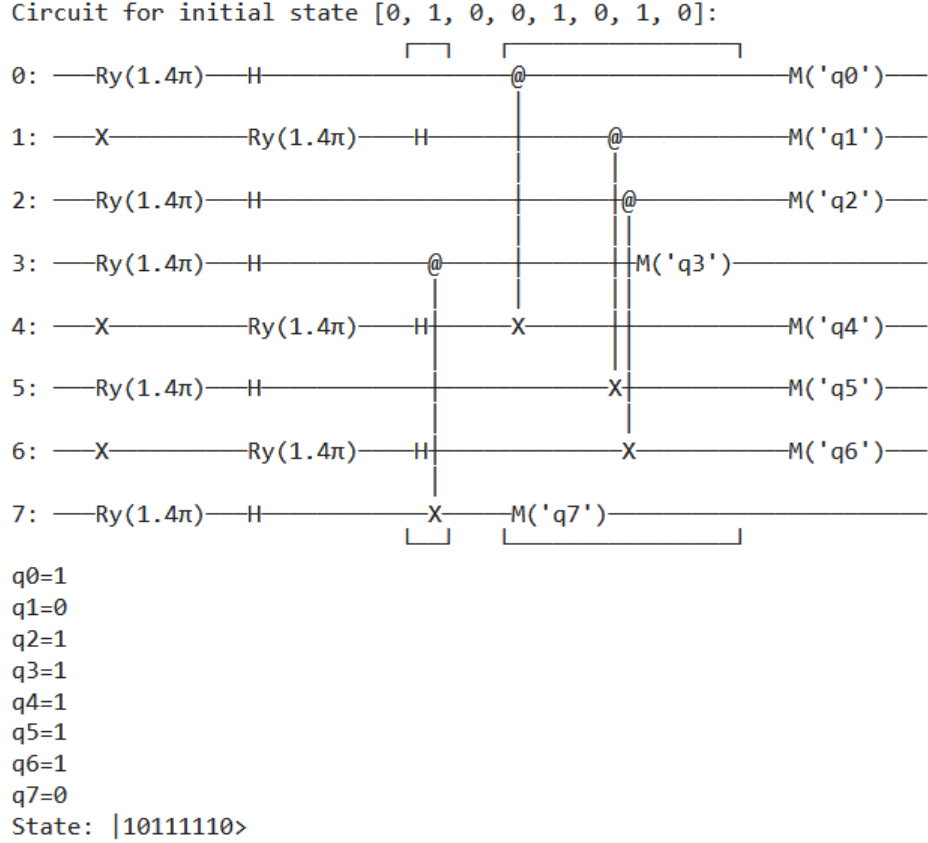 Circuit for initial state [0, 1, 0, 0, 1, 0, 1, 0]:
0: ───Ry(1.4π)───H──────────────────@───────────────────M('q0')───
1: ───X──────────Ry(1.4π)────H──────┼──────@────────────M('q1')───
2: ───Ry(1.4π)───H──────────────────┼──────┼@───────────M('q2')───
3: ───Ry(1.4π)───H────────────@─────┼──────┼┼M('q3')──────────────
4: ───X──────────Ry(1.4π)────H┼─────X──────┼┼───────────M('q4')───
5: ───Ry(1.4π)───H────────────┼────────────X┼───────────M('q5')───
6: ───X──────────Ry(1.4π)────H┼─────────────X───────────M('q6')───
7: ───Ry(1.4π)───H────────────X─────M('q7')───────────────────────
q0=1
q1=0
q2=1
q3=1
q4=1
q5=1
q6=1
q7=0
State: |10111110>